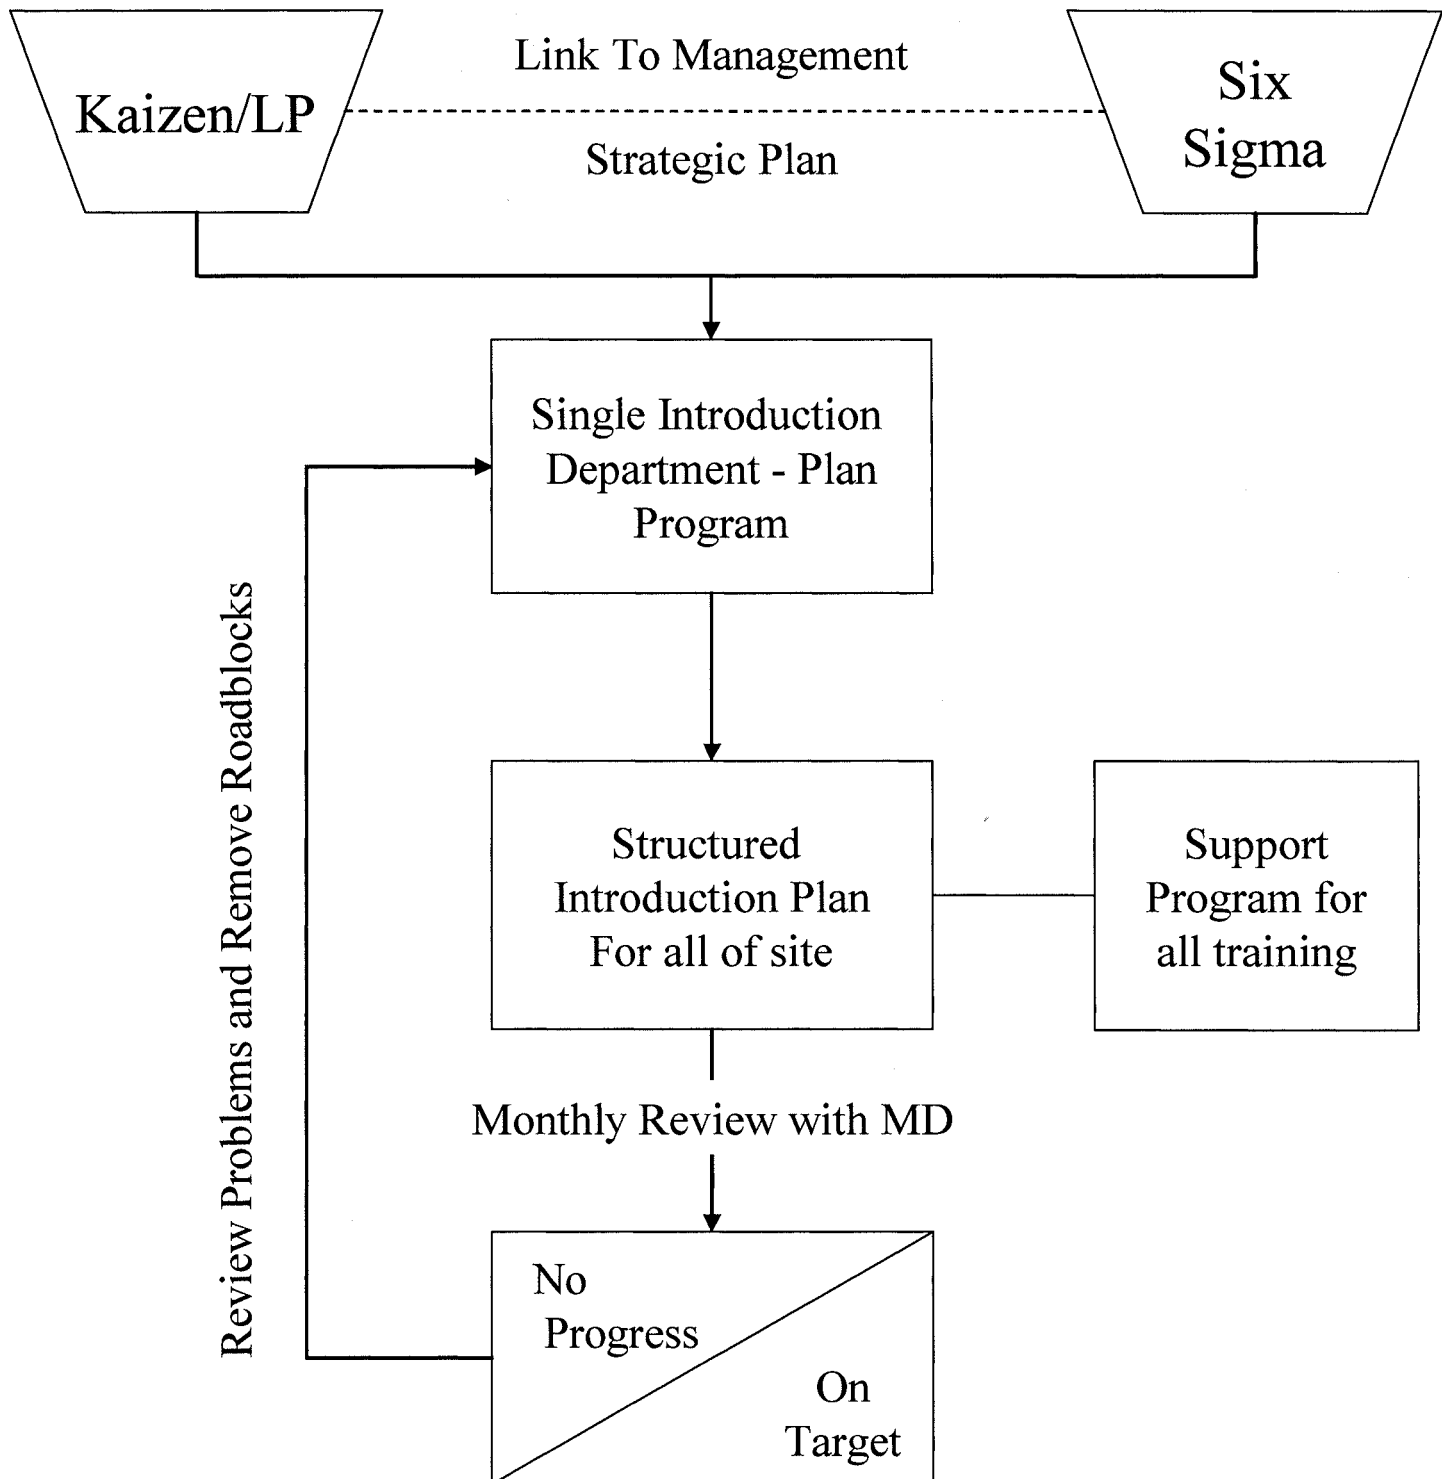 Link To Management
Kaizen/LP
Six
Sigma
Strategic Plan
Single Introduction
Department - Plan
Program
Review Problems and Remove Roadblocks
Structured
Introduction Plan
For all of site
Support
Program for
all training
Monthly Review with MD
No
Progress
On
Target